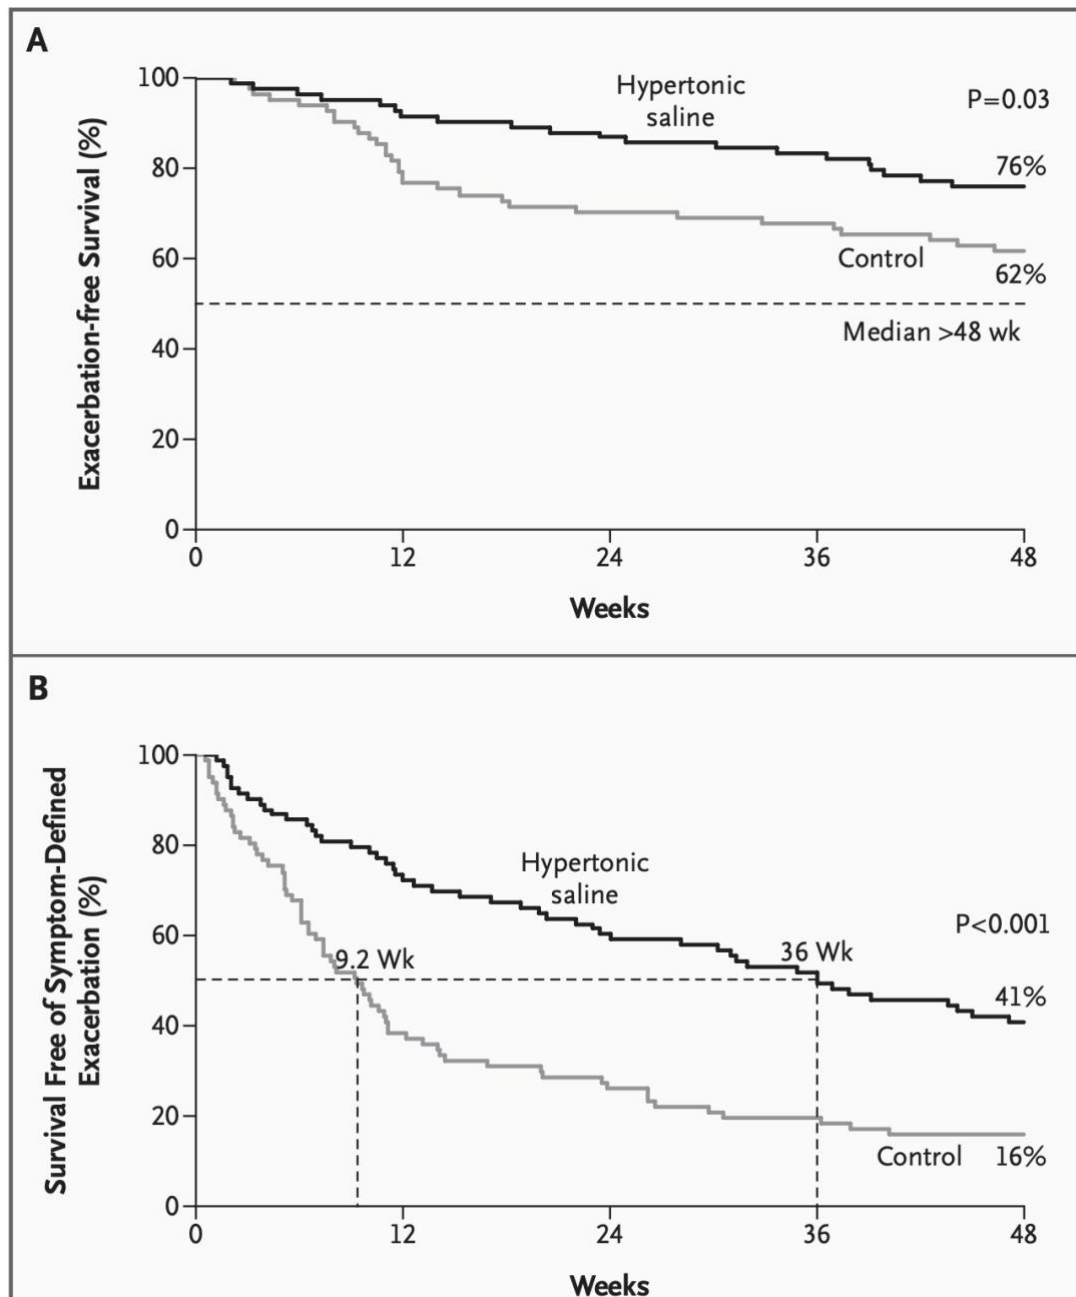 A
Exacerbation-free Survival (%)
100
80
60
40
20
0
Hypertonic
saline
P=0.03
76%
Control
62%
Median >48 wk
0
12
24
36
48
Weeks
B
Survival Free of Symptom-Defined
Exacerbation (%)
100
80
60
40
20
0
Hypertonic
saline
P<0.001
9.2 Wk
36 Wk
41%
Control
16%
0
12
24
36
48
Weeks